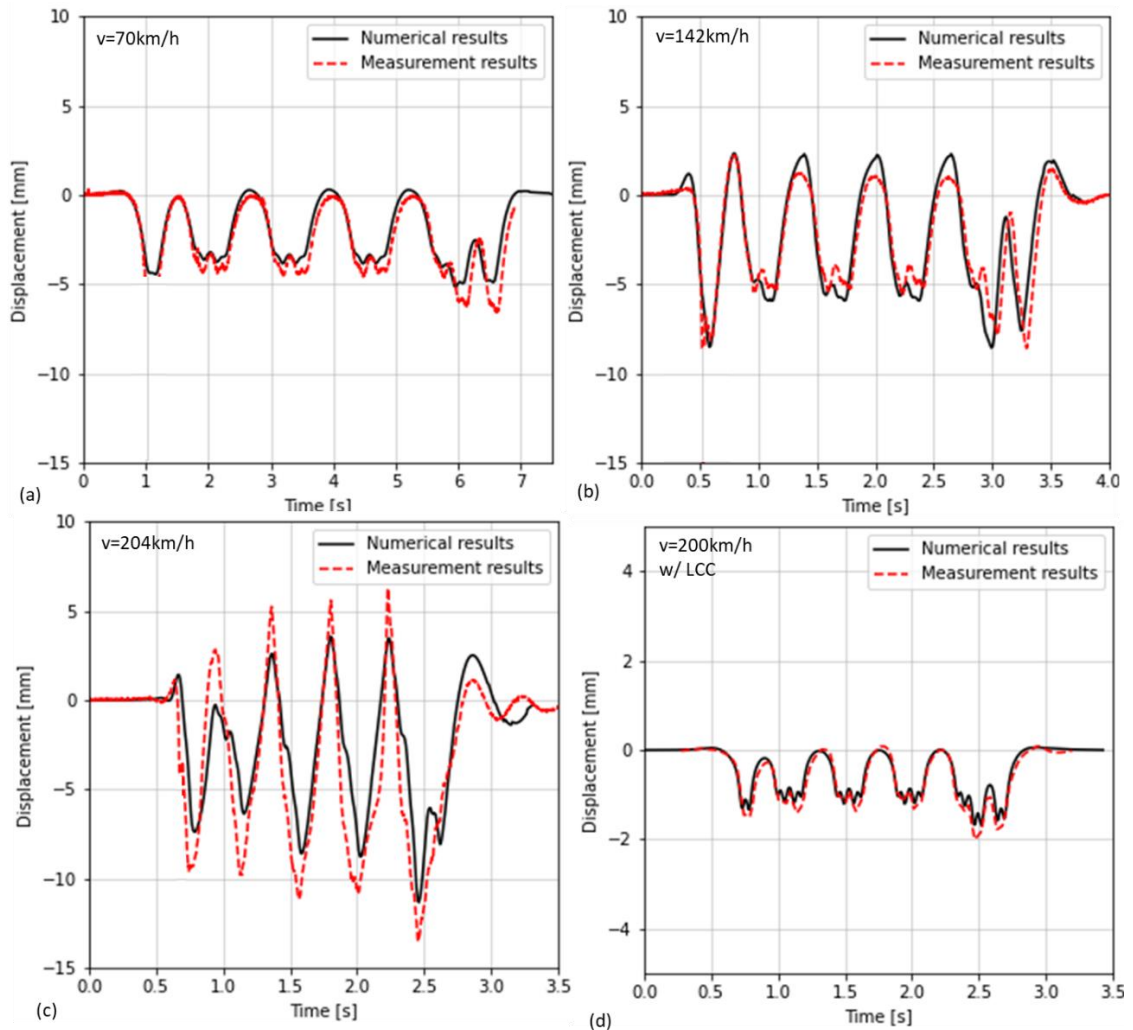 v=70km/h
Numerical results
Measurement results
10
5
0
−5
−10
−15
Displacement [mm]
0 1 2 3 4 5 6 7
Time [s]
(a)
v=142km/h
Numerical results
Measurement results
10
5
0
−5
−10
−15
Displacement [mm]
0.0 0.5 1.0 1.5 2.0 2.5 3.0 3.5 4.0
Time [s]
(b)
v=204km/h
Numerical results
Measurement results
10
5
0
−5
−10
−15
Displacement [mm]
0.0 0.5 1.0 1.5 2.0 2.5 3.0 3.5
Time [s]
(c)
v=200km/h
w/ LCC
Numerical results
Measurement results
4
2
0
−2
−4
Displacement [mm]
0.0 0.5 1.0 1.5 2.0 2.5 3.0 3.5
Time [s]
(d)